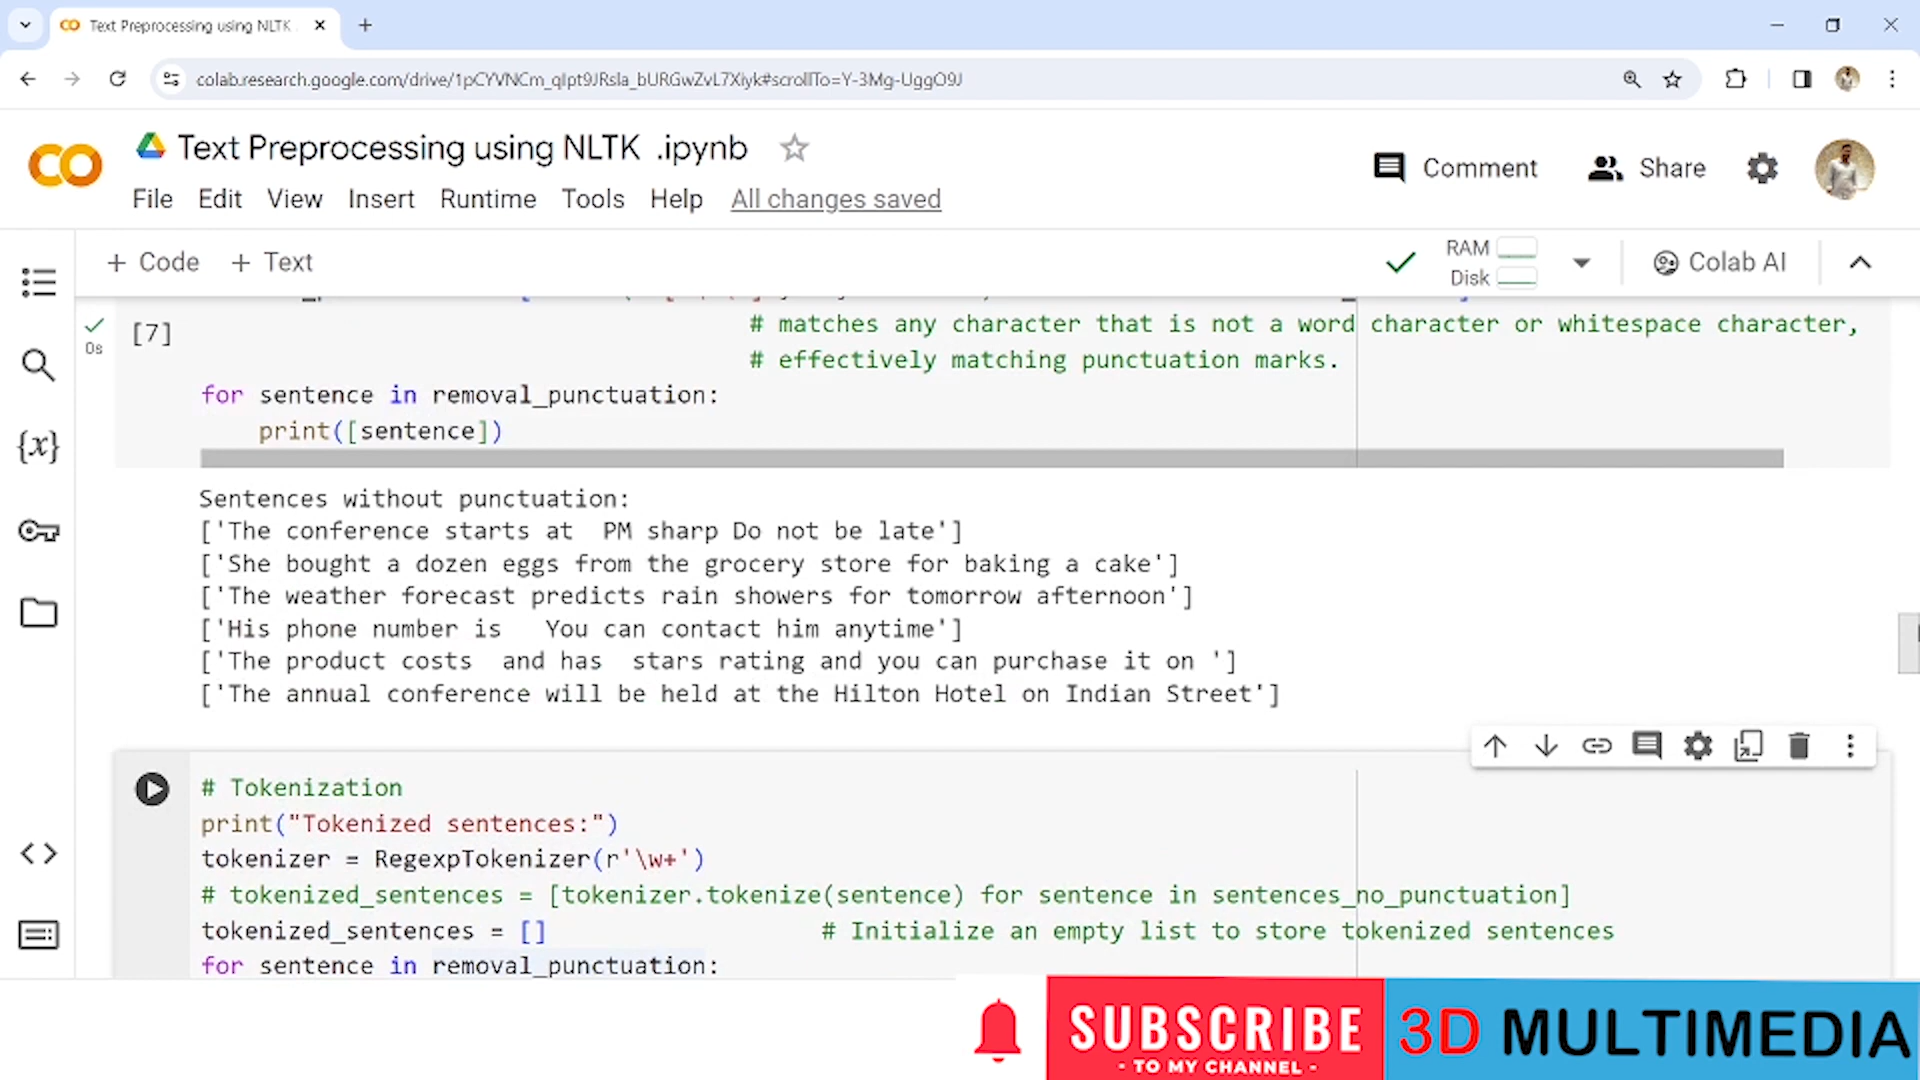 Text Preprocessing using NLTK
colab.research.google.com/drive/1pCYVNCm_qIpt9JRsla_bURGwZvL7Xiyk#scrollTo=Y-3Mg-UggO9J
Text Preprocessing using NLTK .ipynb
Comment
Share
File Edit View Insert Runtime Tools Help All changes saved
+ Code + Text
RAM
Disk
Colab AI
[7]
0s
# matches any character that is not a word character or whitespace character,
# effectively matching punctuation marks.
for sentence in removal_punctuation:
print([sentence])
Sentences without punctuation:
['The conference starts at  PM sharp Do not be late']
['She bought a dozen eggs from the grocery store for baking a cake']
['The weather forecast predicts rain showers for tomorrow afternoon']
['His phone number is   You can contact him anytime']
['The product costs  and has  stars rating and you can purchase it on ']
['The annual conference will be held at the Hilton Hotel on Indian Street']
# Tokenization
print("Tokenized sentences:")
tokenizer = RegexpTokenizer(r'\w+')
# tokenized_sentences = [tokenizer.tokenize(sentence) for sentence in sentences_no_punctuation]
tokenized_sentences = [] # Initialize an empty list to store tokenized sentences
for sentence in removal_punctuation:
SUBSCRIBE
- TO MY CHANNEL -
3D MULTIMEDIA